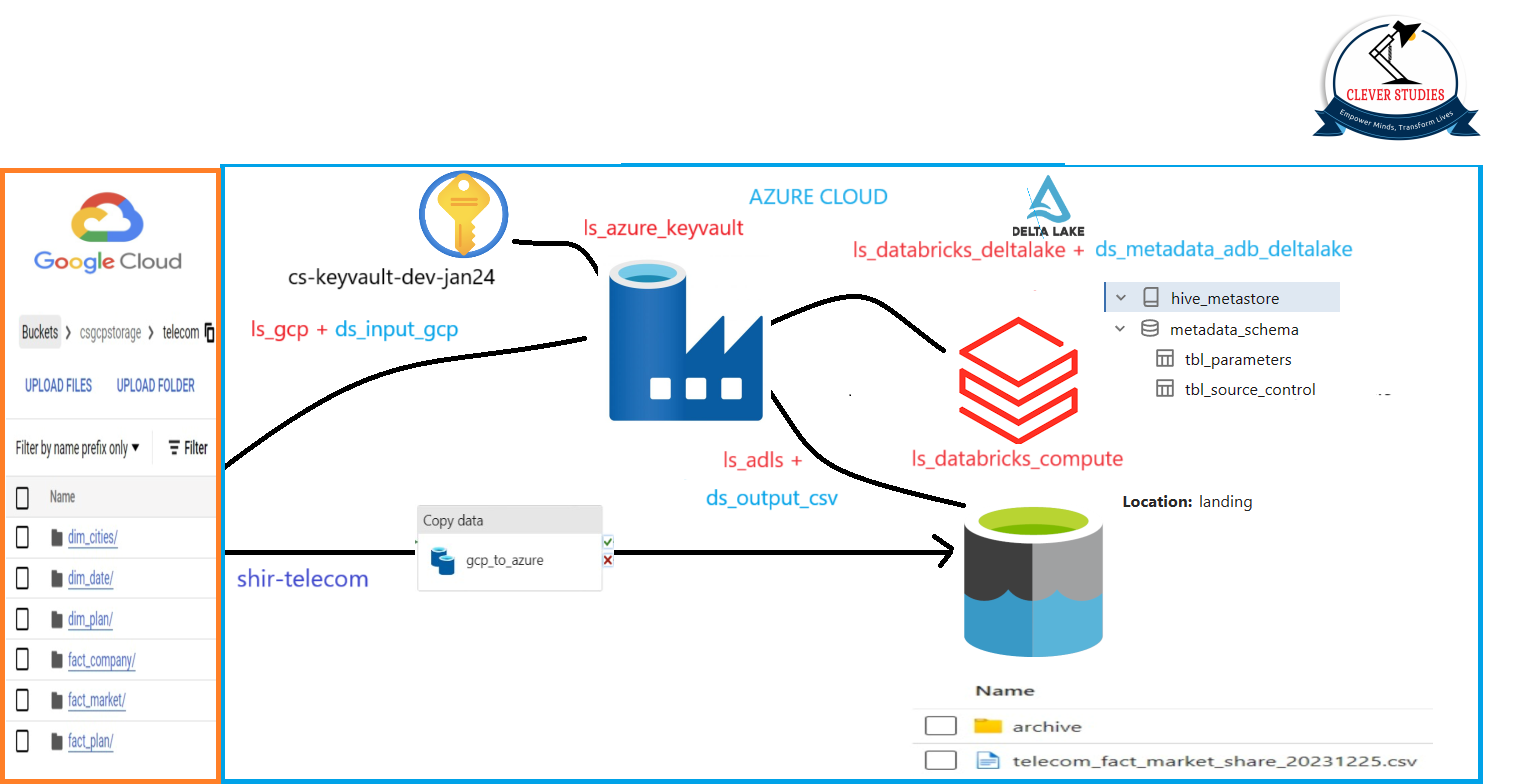 CLEVER STUDIES
Empower Minds, Transform Lives
Google Cloud
Buckets > csgcpstorage > telecom
UPLOAD FILES UPLOAD FOLDER
Filter by name prefix only Filter
Name
dim_cities/
dim_date/
dim_plan/
fact_company/
fact_market/
fact_plan/
AZURE CLOUD
cs-keyvault-dev-jan24
ls_azure_keyvault
ls_gcp + ds_input_gcp
DELTA LAKE
ls_databricks_deltalake + ds_metadata_adb_deltalake
hive_metastore
metadata_schema
tbl_parameters
tbl_source_control
ls_databricks_compute
ls_adls +
ds_output_csv
Copy data
gcp_to_azure
shir-telecom
Location: landing
Name
archive
telecom_fact_market_share_20231225.csv